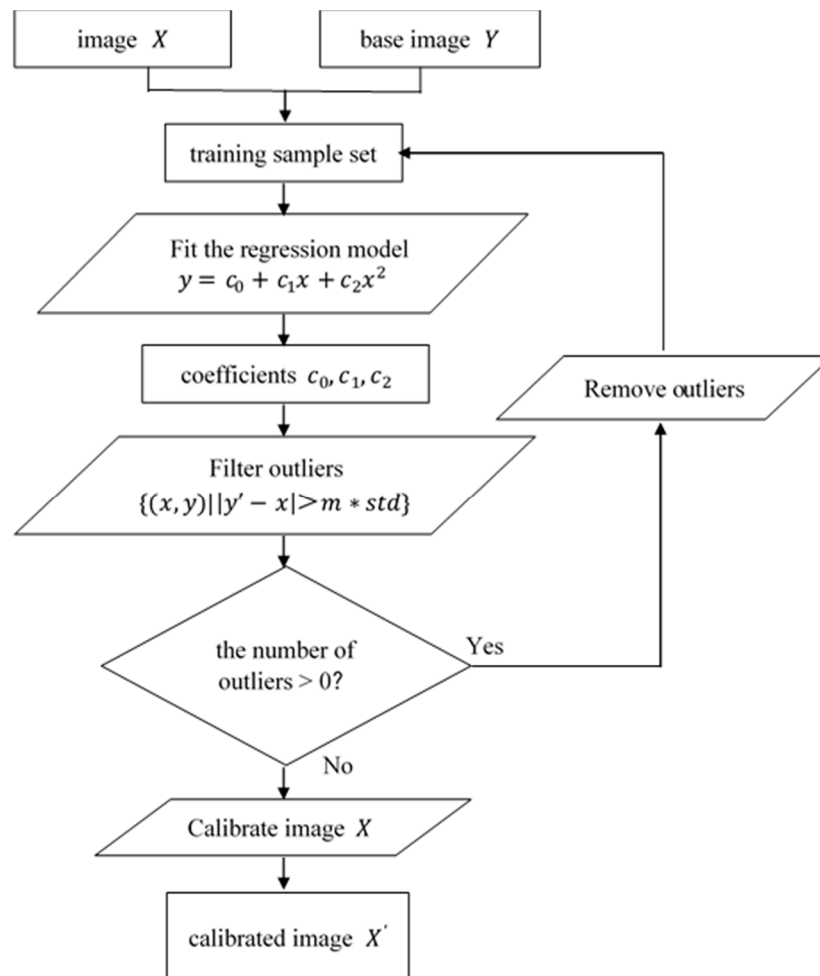 image X
base image Y
training sample set
Fit the regression model
y = c₀ + c₁x + c₂x²
coefficients c₀, c₁, c₂
Remove outliers
Filter outliers
{(x, y)||y′ − x|>m ∗ std}
the number of
outliers > 0?
Yes
No
Calibrate image X
calibrated image X′